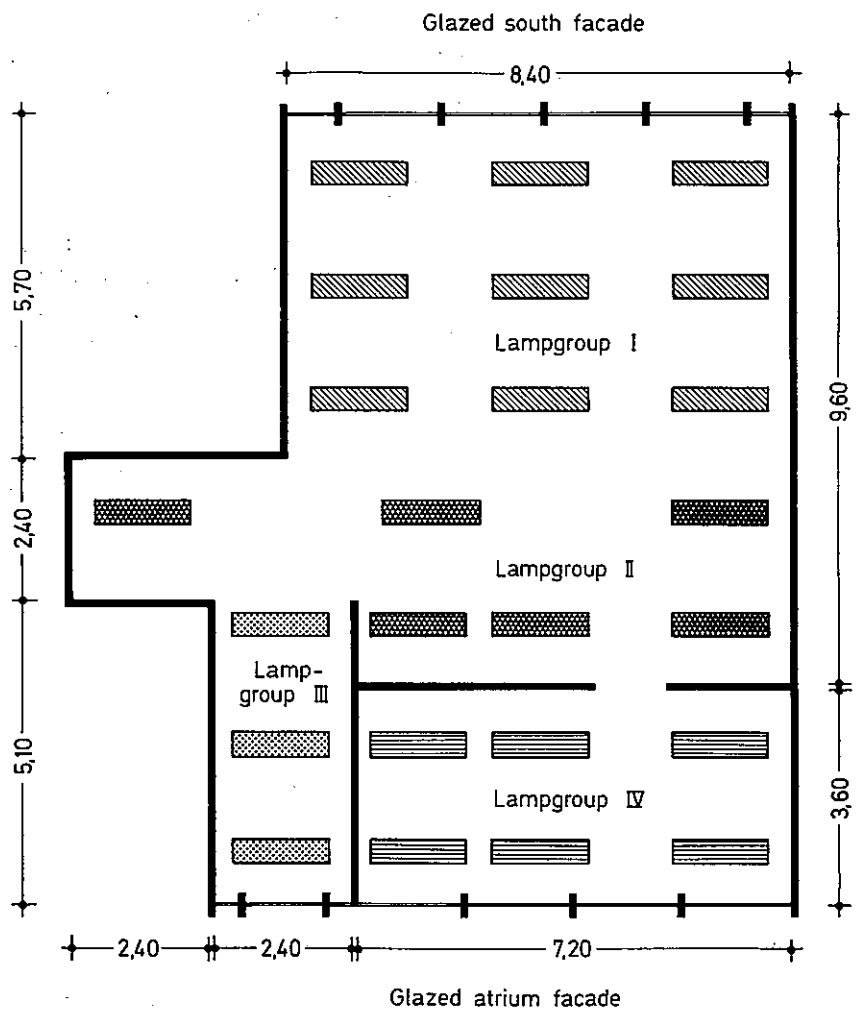 Glazed south facade
8,40
5,70
Lampgroup I
9,60
2,40
Lampgroup II
Lamp-
group III
5,10
Lampgroup IV
3,60
2,40
2,40
7,20
Glazed atrium facade